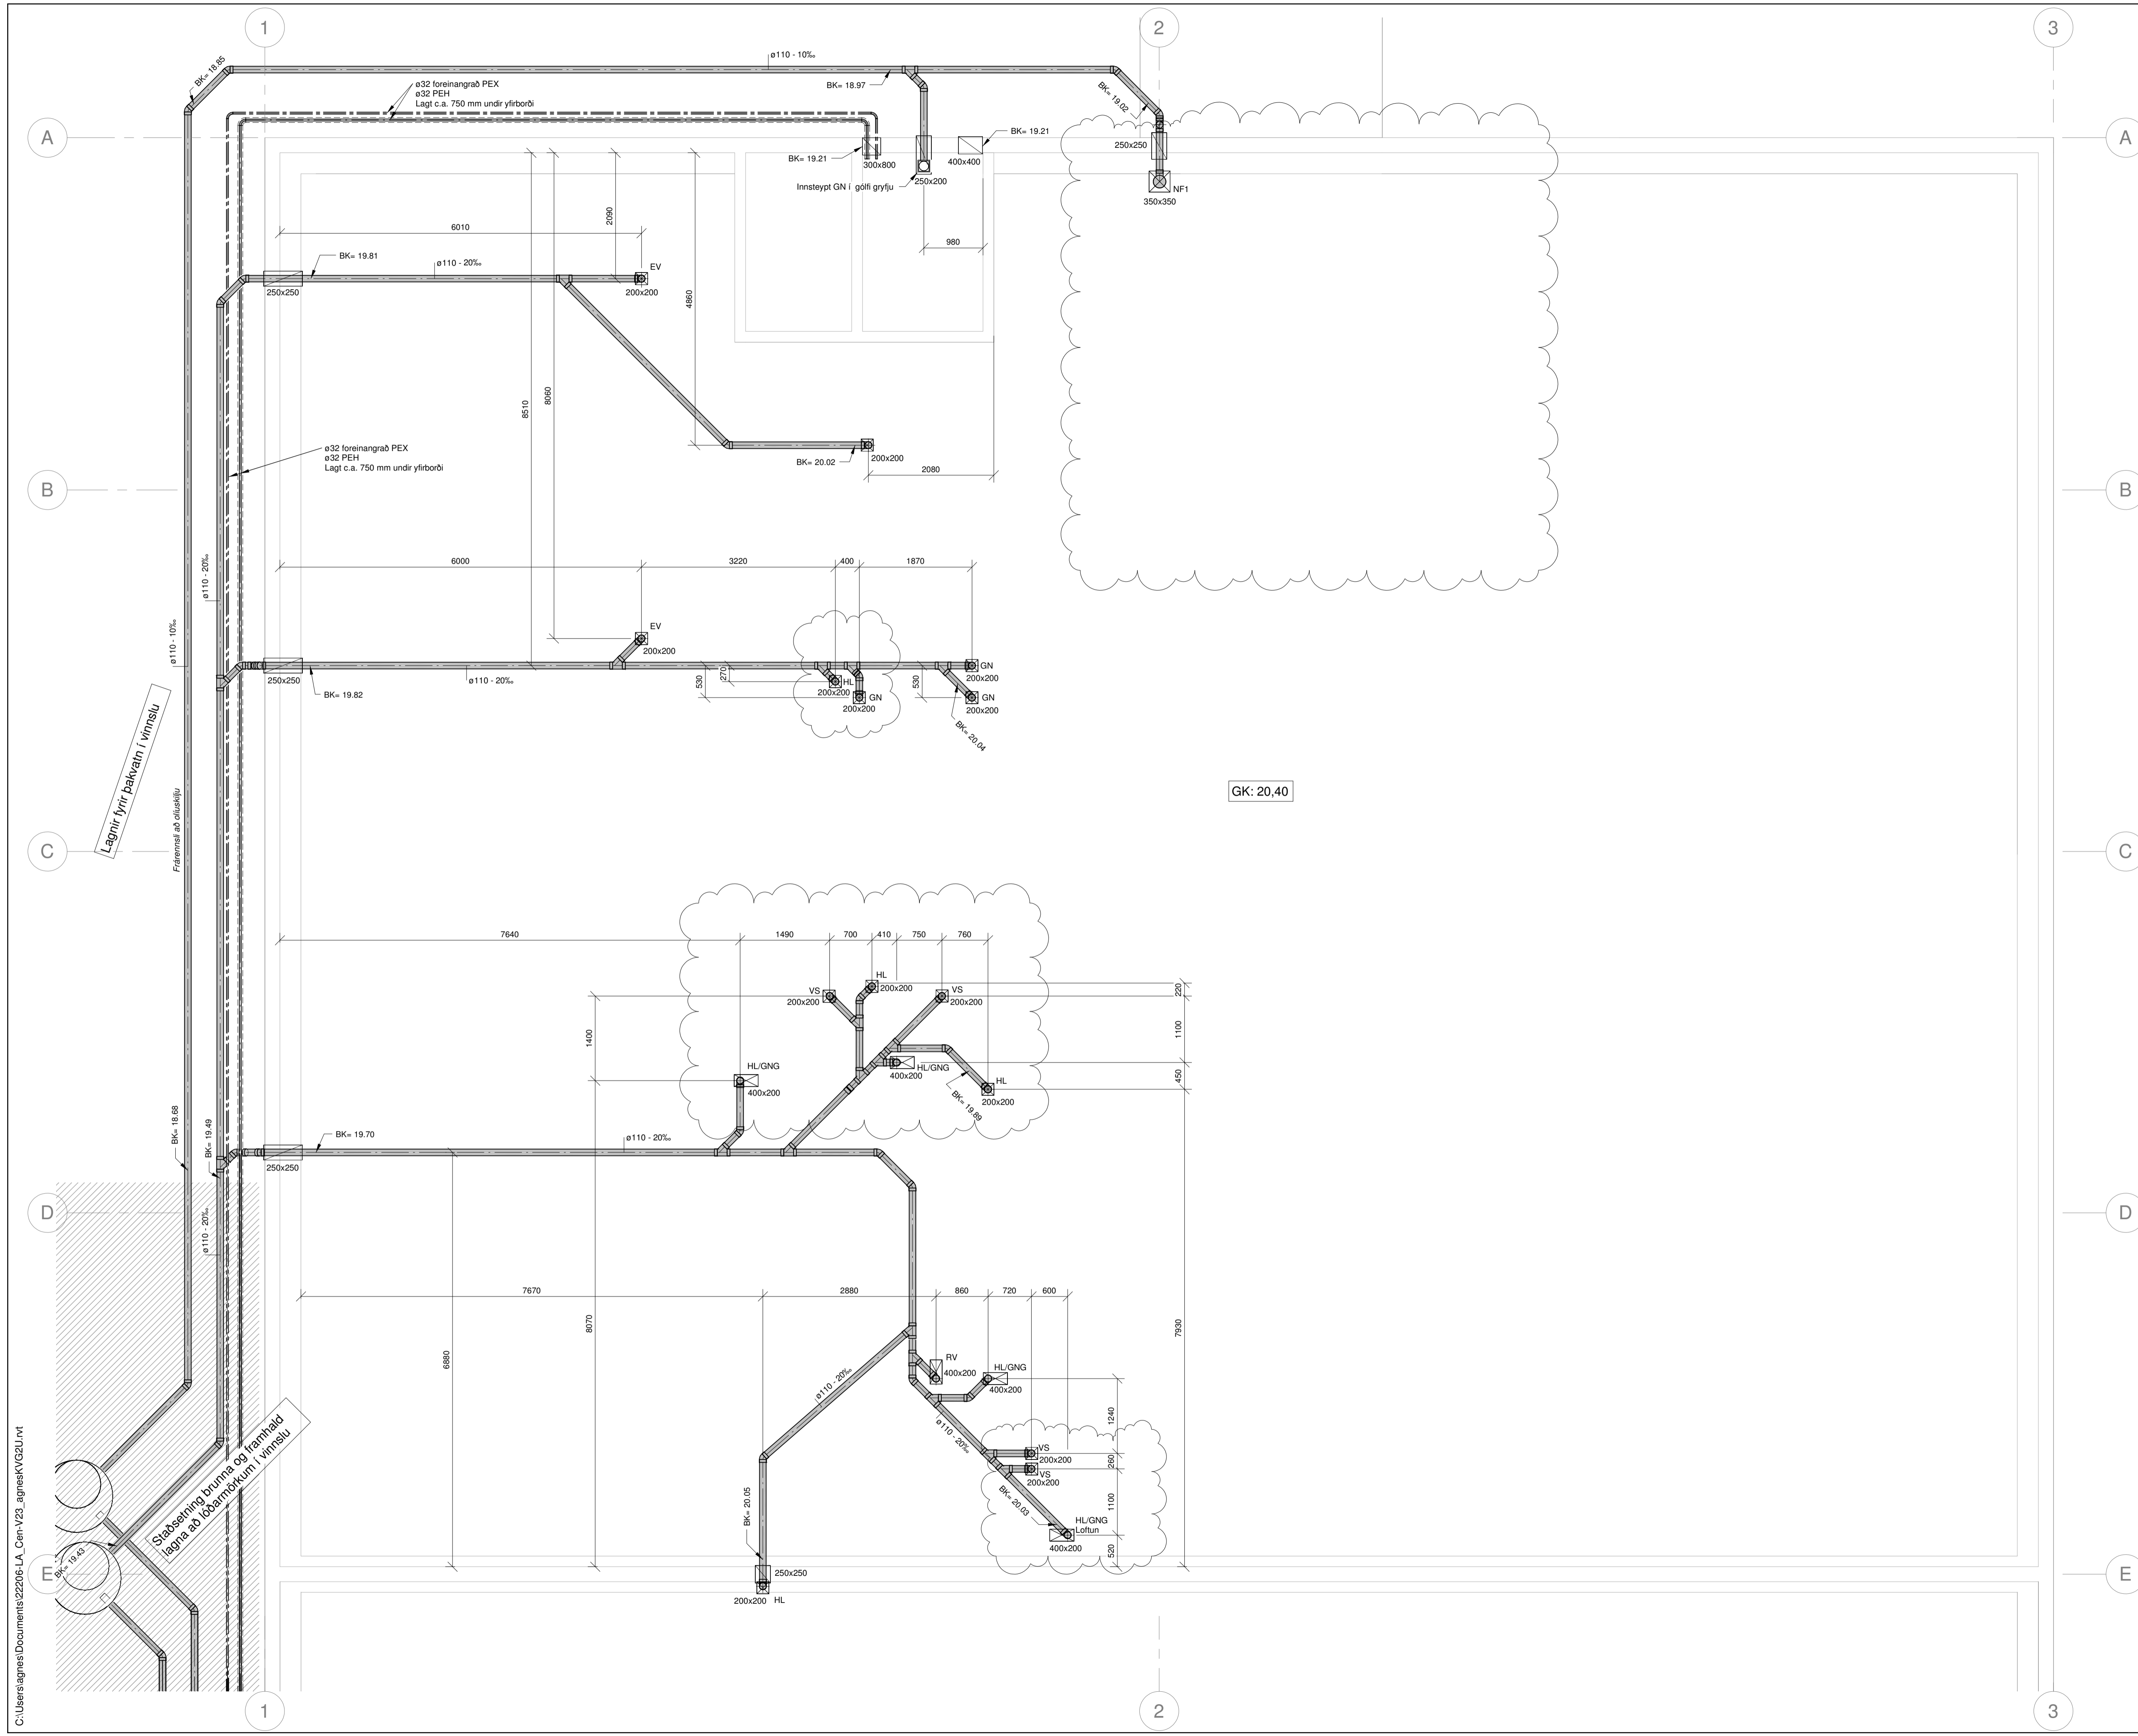 1
2
3
BK= 18.85
ø110 - 10‰
ø32 foreinangrað PEX
ø32 PEH
Lagt c.a. 750 mm undir yfirborði
BK= 18.97
BK= 19.02
A
BK= 19.21
A
BK= 19.21
300x800
400x400
250x250
Innsteypt GN í gólfi gryfju
250x200
NF1
350x350
6010
2090
980
BK= 19.81
ø110 - 20‰
EV
250x250
200x200
4860
8510
8060
ø32 foreinangrað PEX
ø32 PEH
Lagt c.a. 750 mm undir yfirborði
BK= 20.02
200x200
2080
B
B
6000
3220
400
1870
ø110 - 20‰
ø110 - 10‰
EV
200x200
250x250
BK= 19.82
ø110 - 20‰
530
270
HL
200x200
GN
200x200
530
GN
200x200
GN
200x200
BK= 20.04
Lagnir fyrir þakvatn í vinnslu
Frárennsli að olíuskilju
GK: 20,40
C
C
7640
1490
700
410
750
760
HL
200x200
VS
200x200
VS
200x200
220
1100
450
1400
HL/GNG
400x200
HL/GNG
400x200
HL
200x200
BK= 19.89
BK= 18.68
BK= 19.49
BK= 19.70
ø110 - 20‰
250x250
D
D
ø110 - 20‰
7670
2880
860
720
600
6880
8070
7930
RV
400x200
HL/GNG
400x200
ø110 - 20‰
ø110 - 20‰
1240
VS
200x200
260
VS
200x200
1100
BK= 20.03
HL/GNG
Loftun
400x200
520
BK= 20.05
Staðsetning brunna og framhald
lagna að lóðarmörkum í vinnslu
BK= 19.43
E
E
250x250
200x200 HL
C:\Users\agnes\Documents\22206-LA_Cen-V23_agnesKVG2U.rvt
1
2
3